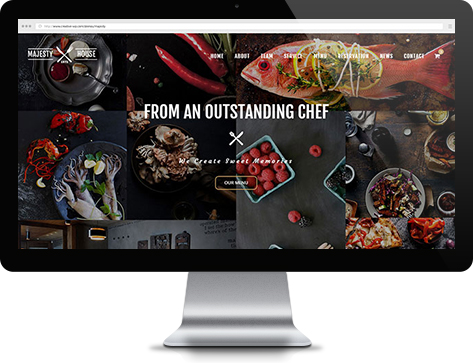 MAJESTY HOUSE
HOME ABOUT TEAM SERVICE MENU RESERVATION NEWS CONTACT
FROM AN OUTSTANDING CHEF
We Create Sweet Memories
OUR MENU